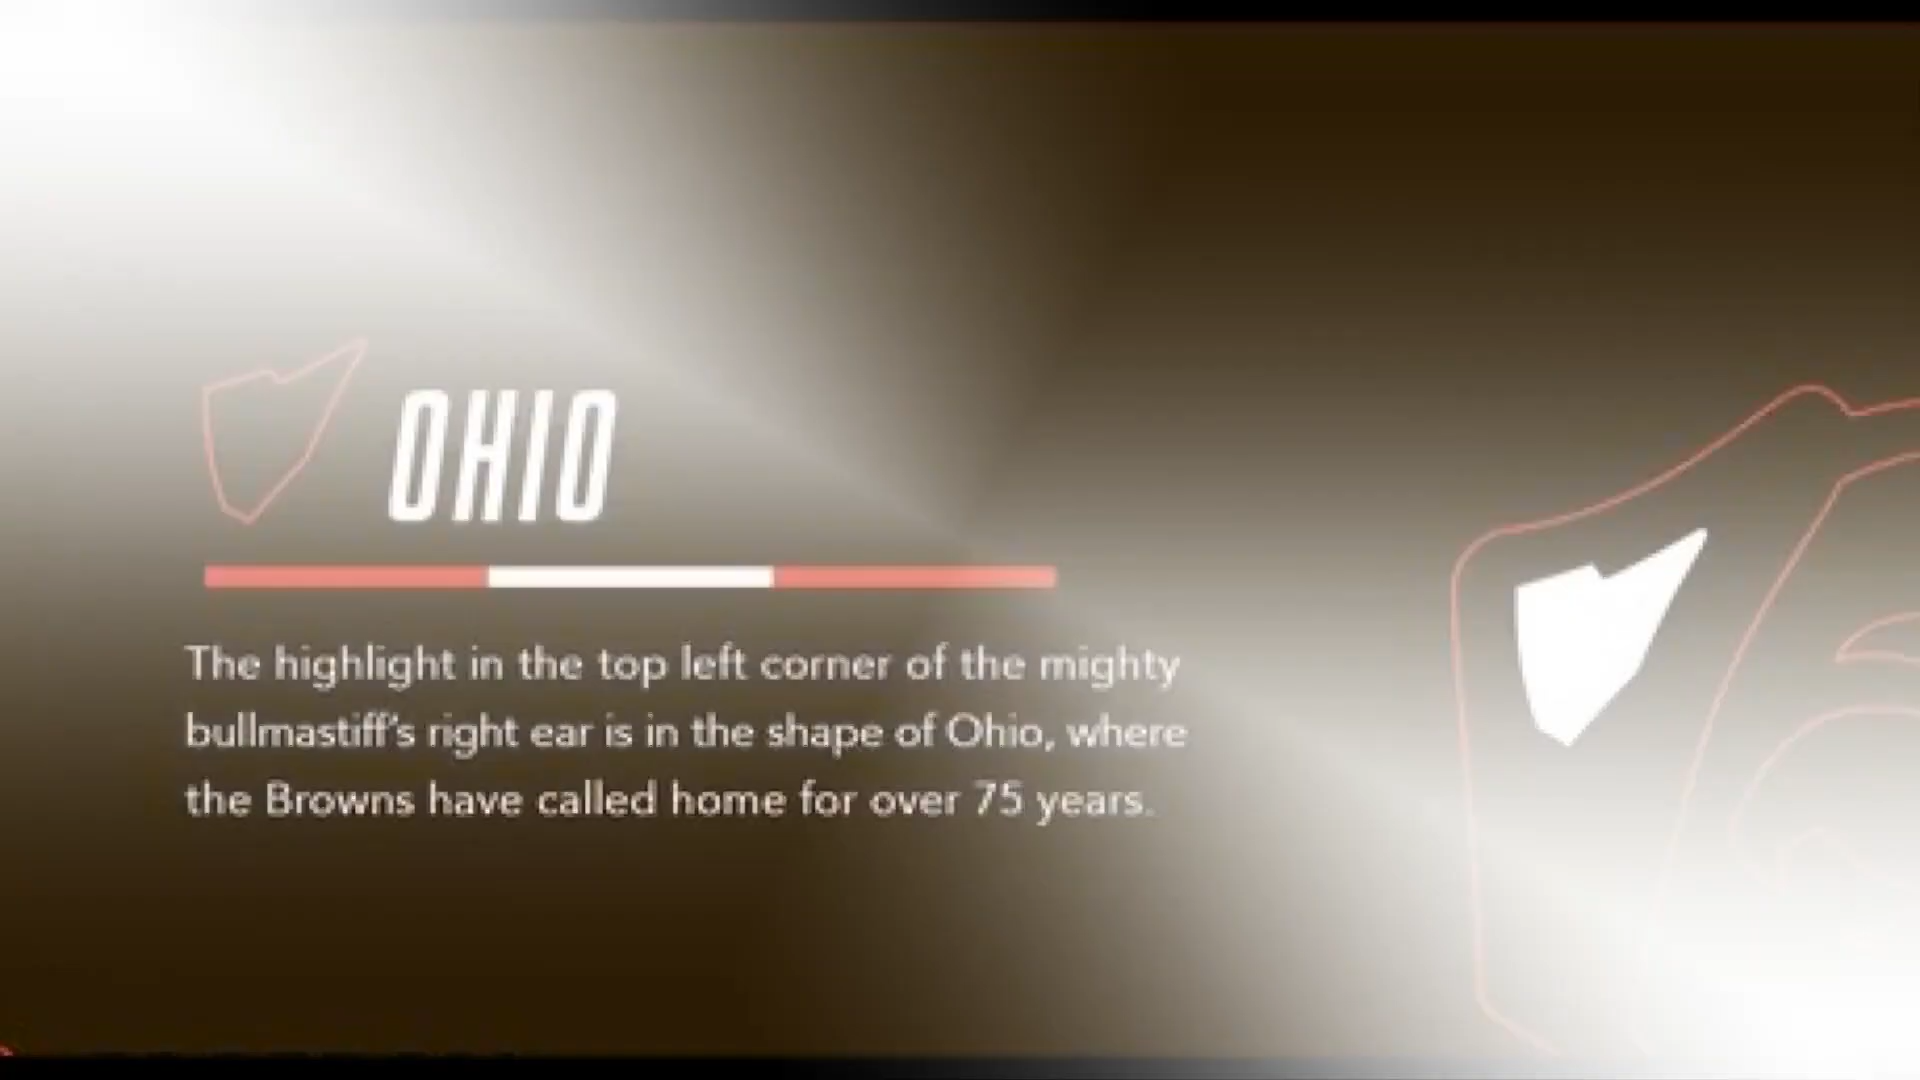 OHIO
The highlight in the top left corner of the mighty
bullmastiff's right ear is in the shape of Ohio, where
the Browns have called home for over 75 years.